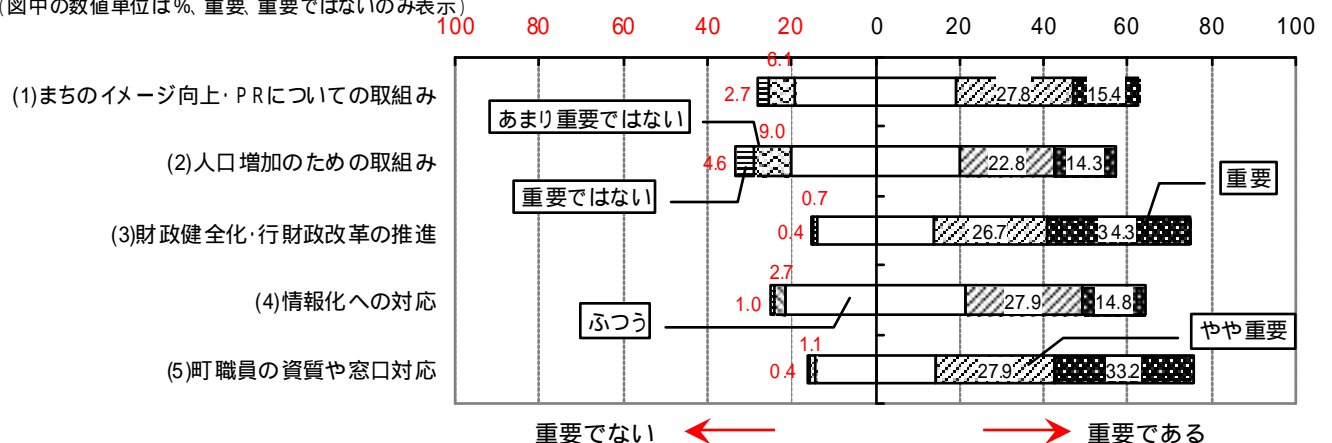 (図中の数値単位は%、重要、重要ではないのみ表示)
100 80 60 40 20 0 20 40 60 80 100
6.1
(1)まちのイメージ向上・PRについての取組み 2.7 27.8 15.4
あまり重要ではない
9.0
(2)人口増加のための取組み 4.6 22.8 14.3
重要
重要ではない
0.7
(3)財政健全化・行財政改革の推進 0.4 26.7 34.3
2.7
(4)情報化への対応 1.0 27.9 14.8
ふつう
やや重要
1.1
(5)町職員の資質や窓口対応 0.4 27.9 33.2
重要でない 重要である